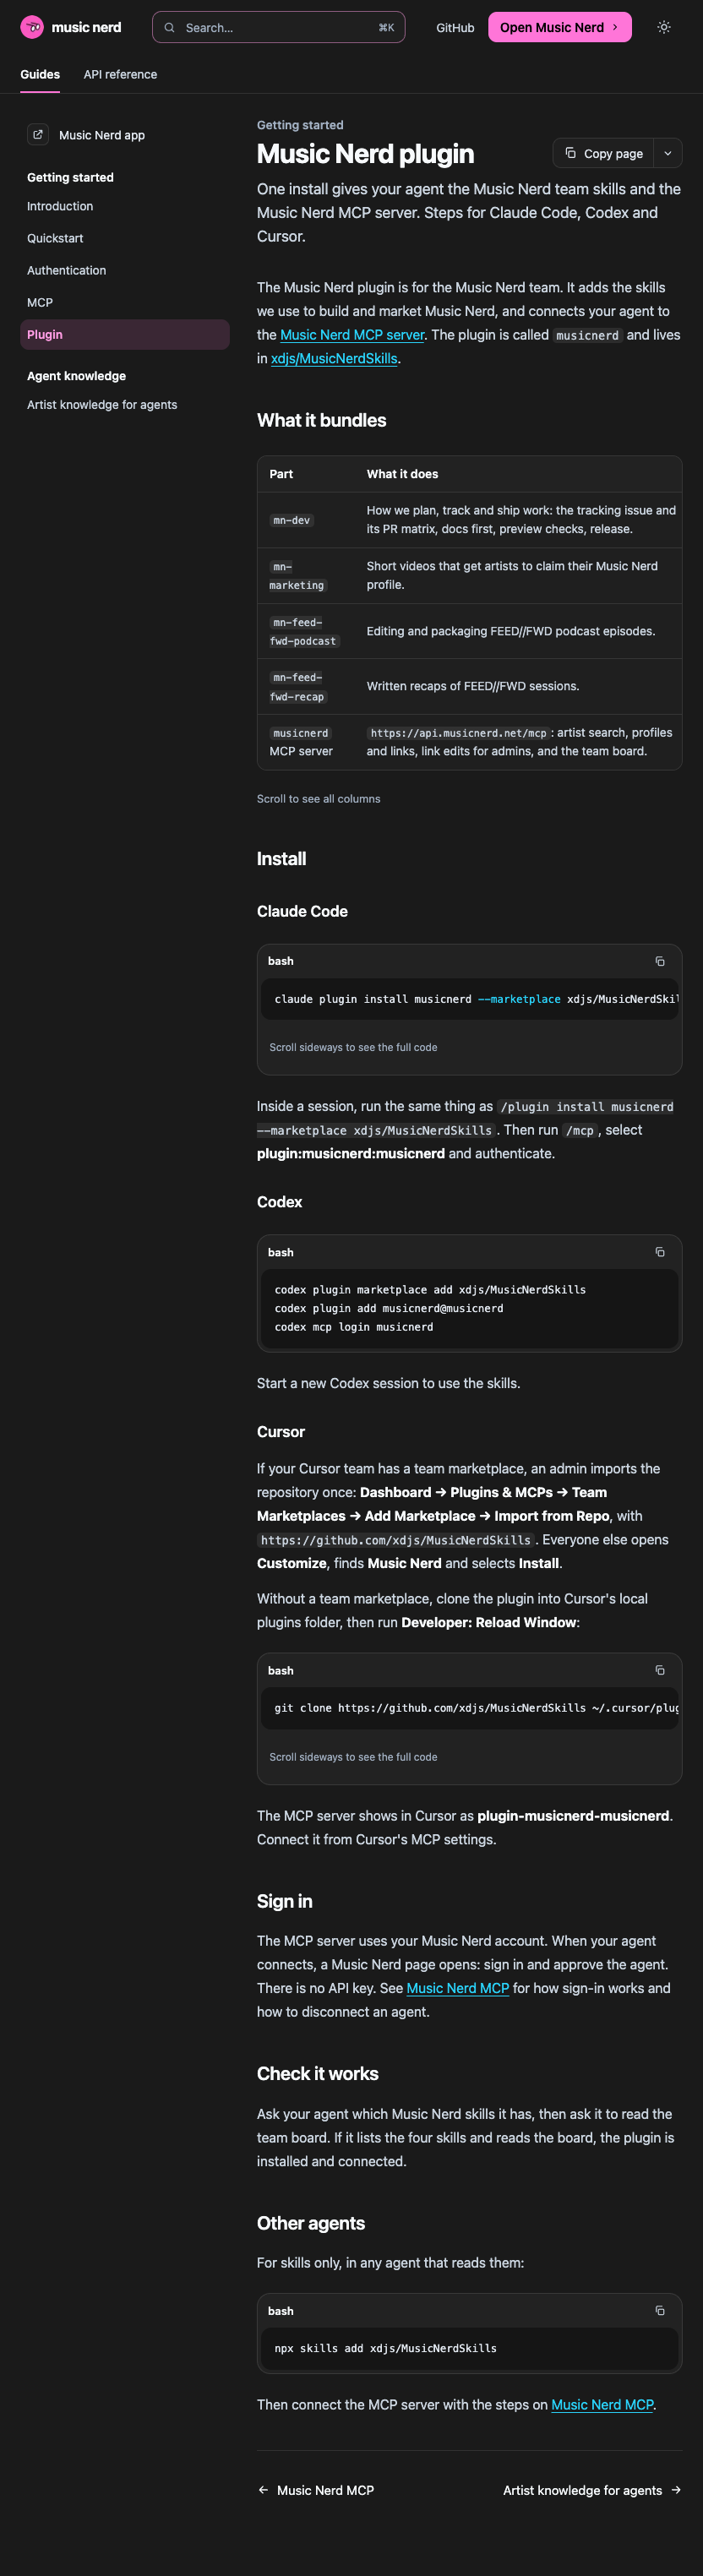 music nerd
Search...
⌘K
GitHub
Open Music Nerd
Guides
API reference
Music Nerd app
Getting started
Introduction
Quickstart
Authentication
MCP
Plugin
Agent knowledge
Artist knowledge for agents
Getting started
Music Nerd plugin
Copy page
One install gives your agent the Music Nerd team skills and the
Music Nerd MCP server. Steps for Claude Code, Codex and
Cursor.
The Music Nerd plugin is for the Music Nerd team. It adds the skills
we use to build and market Music Nerd, and connects your agent to
the Music Nerd MCP server. The plugin is called musicnerd and lives
in xdjs/MusicNerdSkills.
What it bundles
Part
What it does
mn-dev
How we plan, track and ship work: the tracking issue and
its PR matrix, docs first, preview checks, release.
mn-
marketing
Short videos that get artists to claim their Music Nerd
profile.
mn-feed-
fwd-podcast
Editing and packaging FEED//FWD podcast episodes.
mn-feed-
fwd-recap
Written recaps of FEED//FWD sessions.
musicnerd
MCP server
https://api.musicnerd.net/mcp: artist search, profiles
and links, link edits for admins, and the team board.
Scroll to see all columns
Install
Claude Code
bash
claude plugin install musicnerd --marketplace xdjs/MusicNerdSkil
Scroll sideways to see the full code
Inside a session, run the same thing as /plugin install musicnerd
--marketplace xdjs/MusicNerdSkills. Then run /mcp, select
plugin:musicnerd:musicnerd and authenticate.
Codex
bash
codex plugin marketplace add xdjs/MusicNerdSkills
codex plugin add musicnerd@musicnerd
codex mcp login musicnerd
Start a new Codex session to use the skills.
Cursor
If your Cursor team has a team marketplace, an admin imports the
repository once: Dashboard → Plugins & MCPs → Team
Marketplaces → Add Marketplace → Import from Repo, with
https://github.com/xdjs/MusicNerdSkills. Everyone else opens
Customize, finds Music Nerd and selects Install.
Without a team marketplace, clone the plugin into Cursor's local
plugins folder, then run Developer: Reload Window:
bash
git clone https://github.com/xdjs/MusicNerdSkills ~/.cursor/plug
Scroll sideways to see the full code
The MCP server shows in Cursor as plugin-musicnerd-musicnerd.
Connect it from Cursor's MCP settings.
Sign in
The MCP server uses your Music Nerd account. When your agent
connects, a Music Nerd page opens: sign in and approve the agent.
There is no API key. See Music Nerd MCP for how sign-in works and
how to disconnect an agent.
Check it works
Ask your agent which Music Nerd skills it has, then ask it to read the
team board. If it lists the four skills and reads the board, the plugin is
installed and connected.
Other agents
For skills only, in any agent that reads them:
bash
npx skills add xdjs/MusicNerdSkills
Then connect the MCP server with the steps on Music Nerd MCP.
← Music Nerd MCP
Artist knowledge for agents →